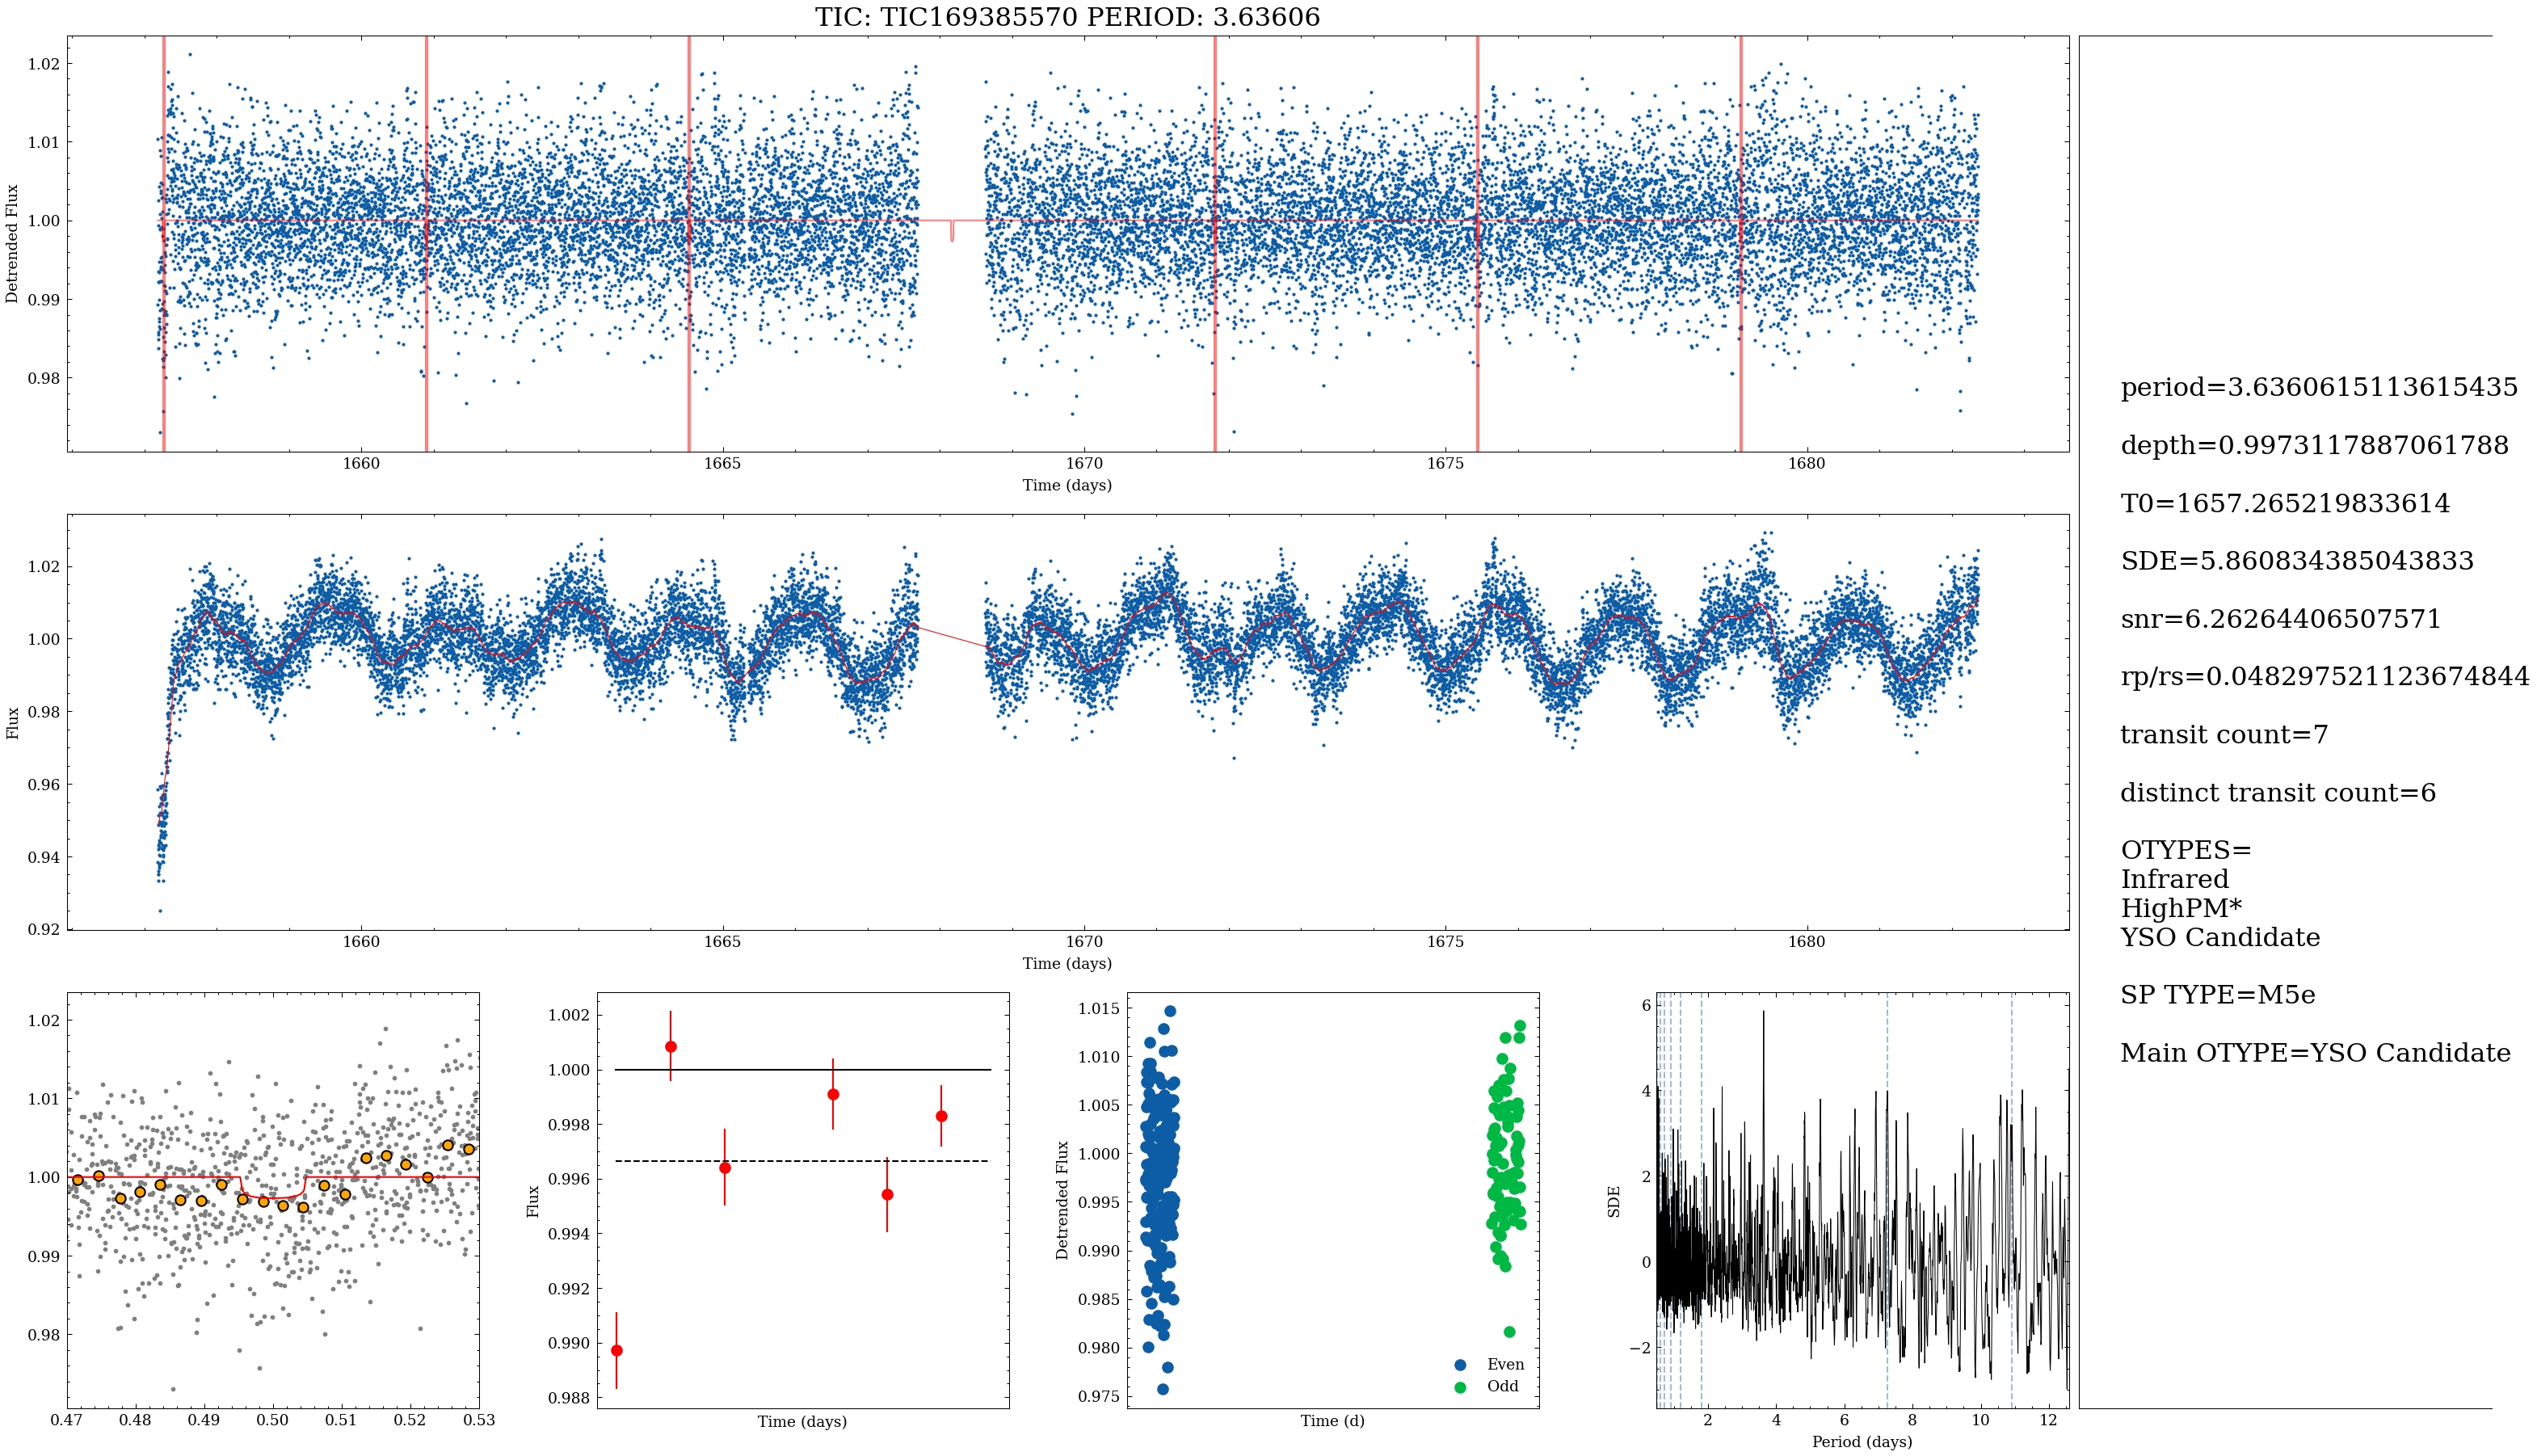 TIC: TIC169385570 PERIOD: 3.63606
1.02
1.01
1.00
0.99
0.98
Detrended Flux
1660
1665
1670
1675
1680
Time (days)
1.02
1.00
0.98
0.96
0.94
0.92
Flux
1660
1665
1670
1675
1680
Time (days)
period=3.6360615113615435
depth=0.9973117887061788
T0=1657.265219833614
SDE=5.860834385043833
snr=6.26264406507571
rp/rs=0.048297521123674844
transit count=7
distinct transit count=6
OTYPES=
Infrared
HighPM*
YSO Candidate
SP TYPE=M5e
Main OTYPE=YSO Candidate
1.02
1.01
1.00
0.99
0.98
0.47
0.48
0.49
0.50
0.51
0.52
0.53
1.002
1.000
0.998
0.996
0.994
0.992
0.990
0.988
Flux
Time (days)
1.015
1.010
1.005
1.000
0.995
0.990
0.985
0.980
0.975
Detrended Flux
Even
Odd
Time (d)
6
4
2
0
−2
SDE
2
4
6
8
10
12
Period (days)